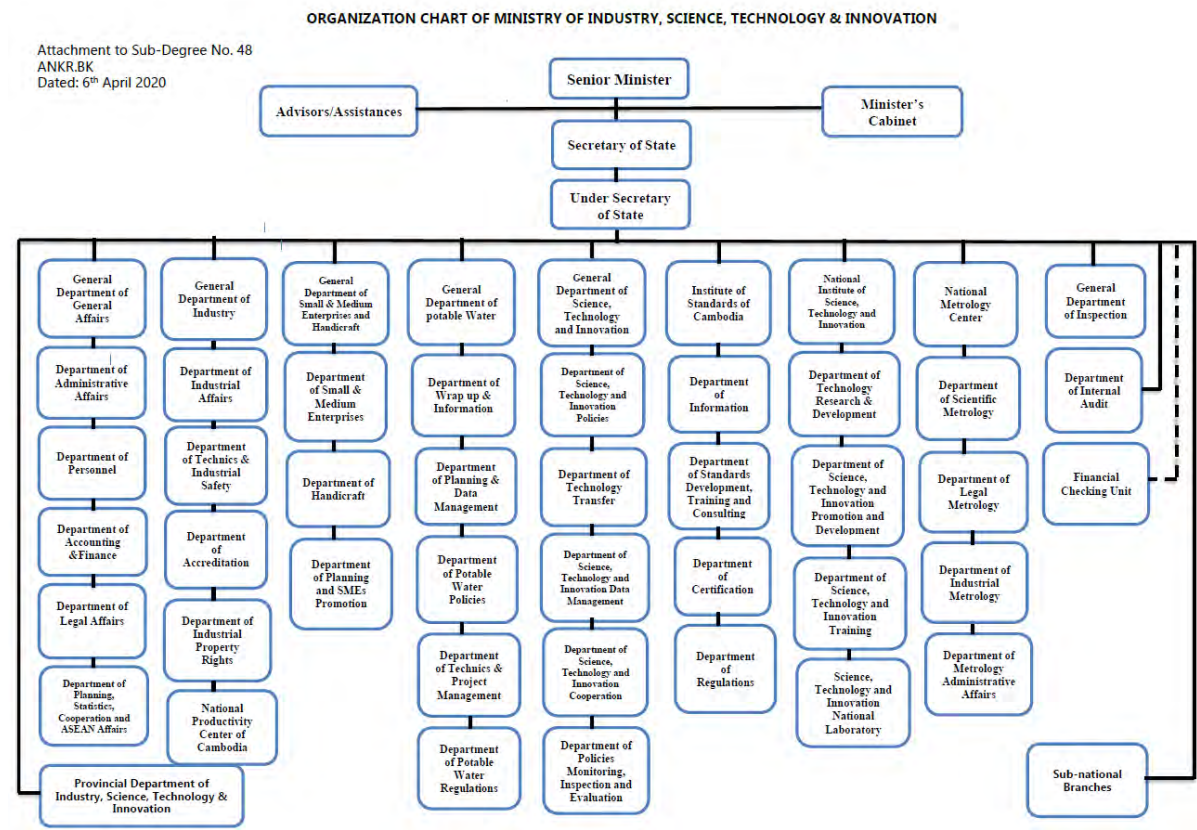 ORGANIZATION CHART OF MINISTRY OF INDUSTRY, SCIENCE, TECHNOLOGY & INNOVATION
Attachment to Sub-Degree No. 48
ANKR.BK
Dated: 6th April 2020
Senior Minister
Advisors/Assistances
Minister's
Cabinet
Secretary of State
Under Secretary
of State
General
Department of
General
Affairs
Department of
Administrative
Affairs
Department of
Personnel
Department of
Accounting
&Finance
Department of
Legal Affairs
Department of
Planning,
Statistics,
Cooperation and
ASEAN Affairs
General
Department of
Industry
Department of
Industrial
Affairs
Department
of Technics &
Industrial
Safety
Department
of
Accreditation
Department of
Industrial
Property
Rights
National
Productivity
Center of
Cambodia
General
Department of
Small & Medium
Enterprises and
Handicraft
Department
of Small &
Medium
Enterprises
Department of
Handicraft
Department
of Planning
and SMEs
Promotion
General
Department of
potable Water
Department of
Wrap up &
Information
Department
of Planning &
Data
Management
Department
of Potable
Water
Policies
Department
of Technics &
Project
Management
Department
of Potable
Water
Regulations
General
Department of
Science,
Technology
and Innovation
Department of
Science,
Technology and
Innovation
Policies
Department of
Technology
Transfer
Department of
Science,
Technology and
Innovation Data
Management
Department of
Science,
Technology and
Innovation
Cooperation
Department of
Policies
Monitoring,
Inspection and
Evaluation
Institute of
Standards of
Cambodia
Department
of
Information
Department
of Standards
Development,
Training and
Consulting
Department
of
Certification
Department
of
Regulations
National
Institute of
Science,
Technology and
Innovation
Department of
Technology
Research &
Development
Department of
Science,
Technology and
Innovation
Promotion and
Development
Department of
Science,
Technology and
Innovation
Training
Science,
Technology and
Innovation
National
Laboratory
National
Metrology
Center
Department
of Scientific
Metrology
Department of
Legal
Metrology
Department of
Industrial
Metrology
Department of
Metrology
Administrative
Affairs
General
Department
of Inspection
Department
of Internal
Audit
Financial
Checking Unit
Provincial Department of
Industry, Science, Technology &
Innovation
Sub-national
Branches